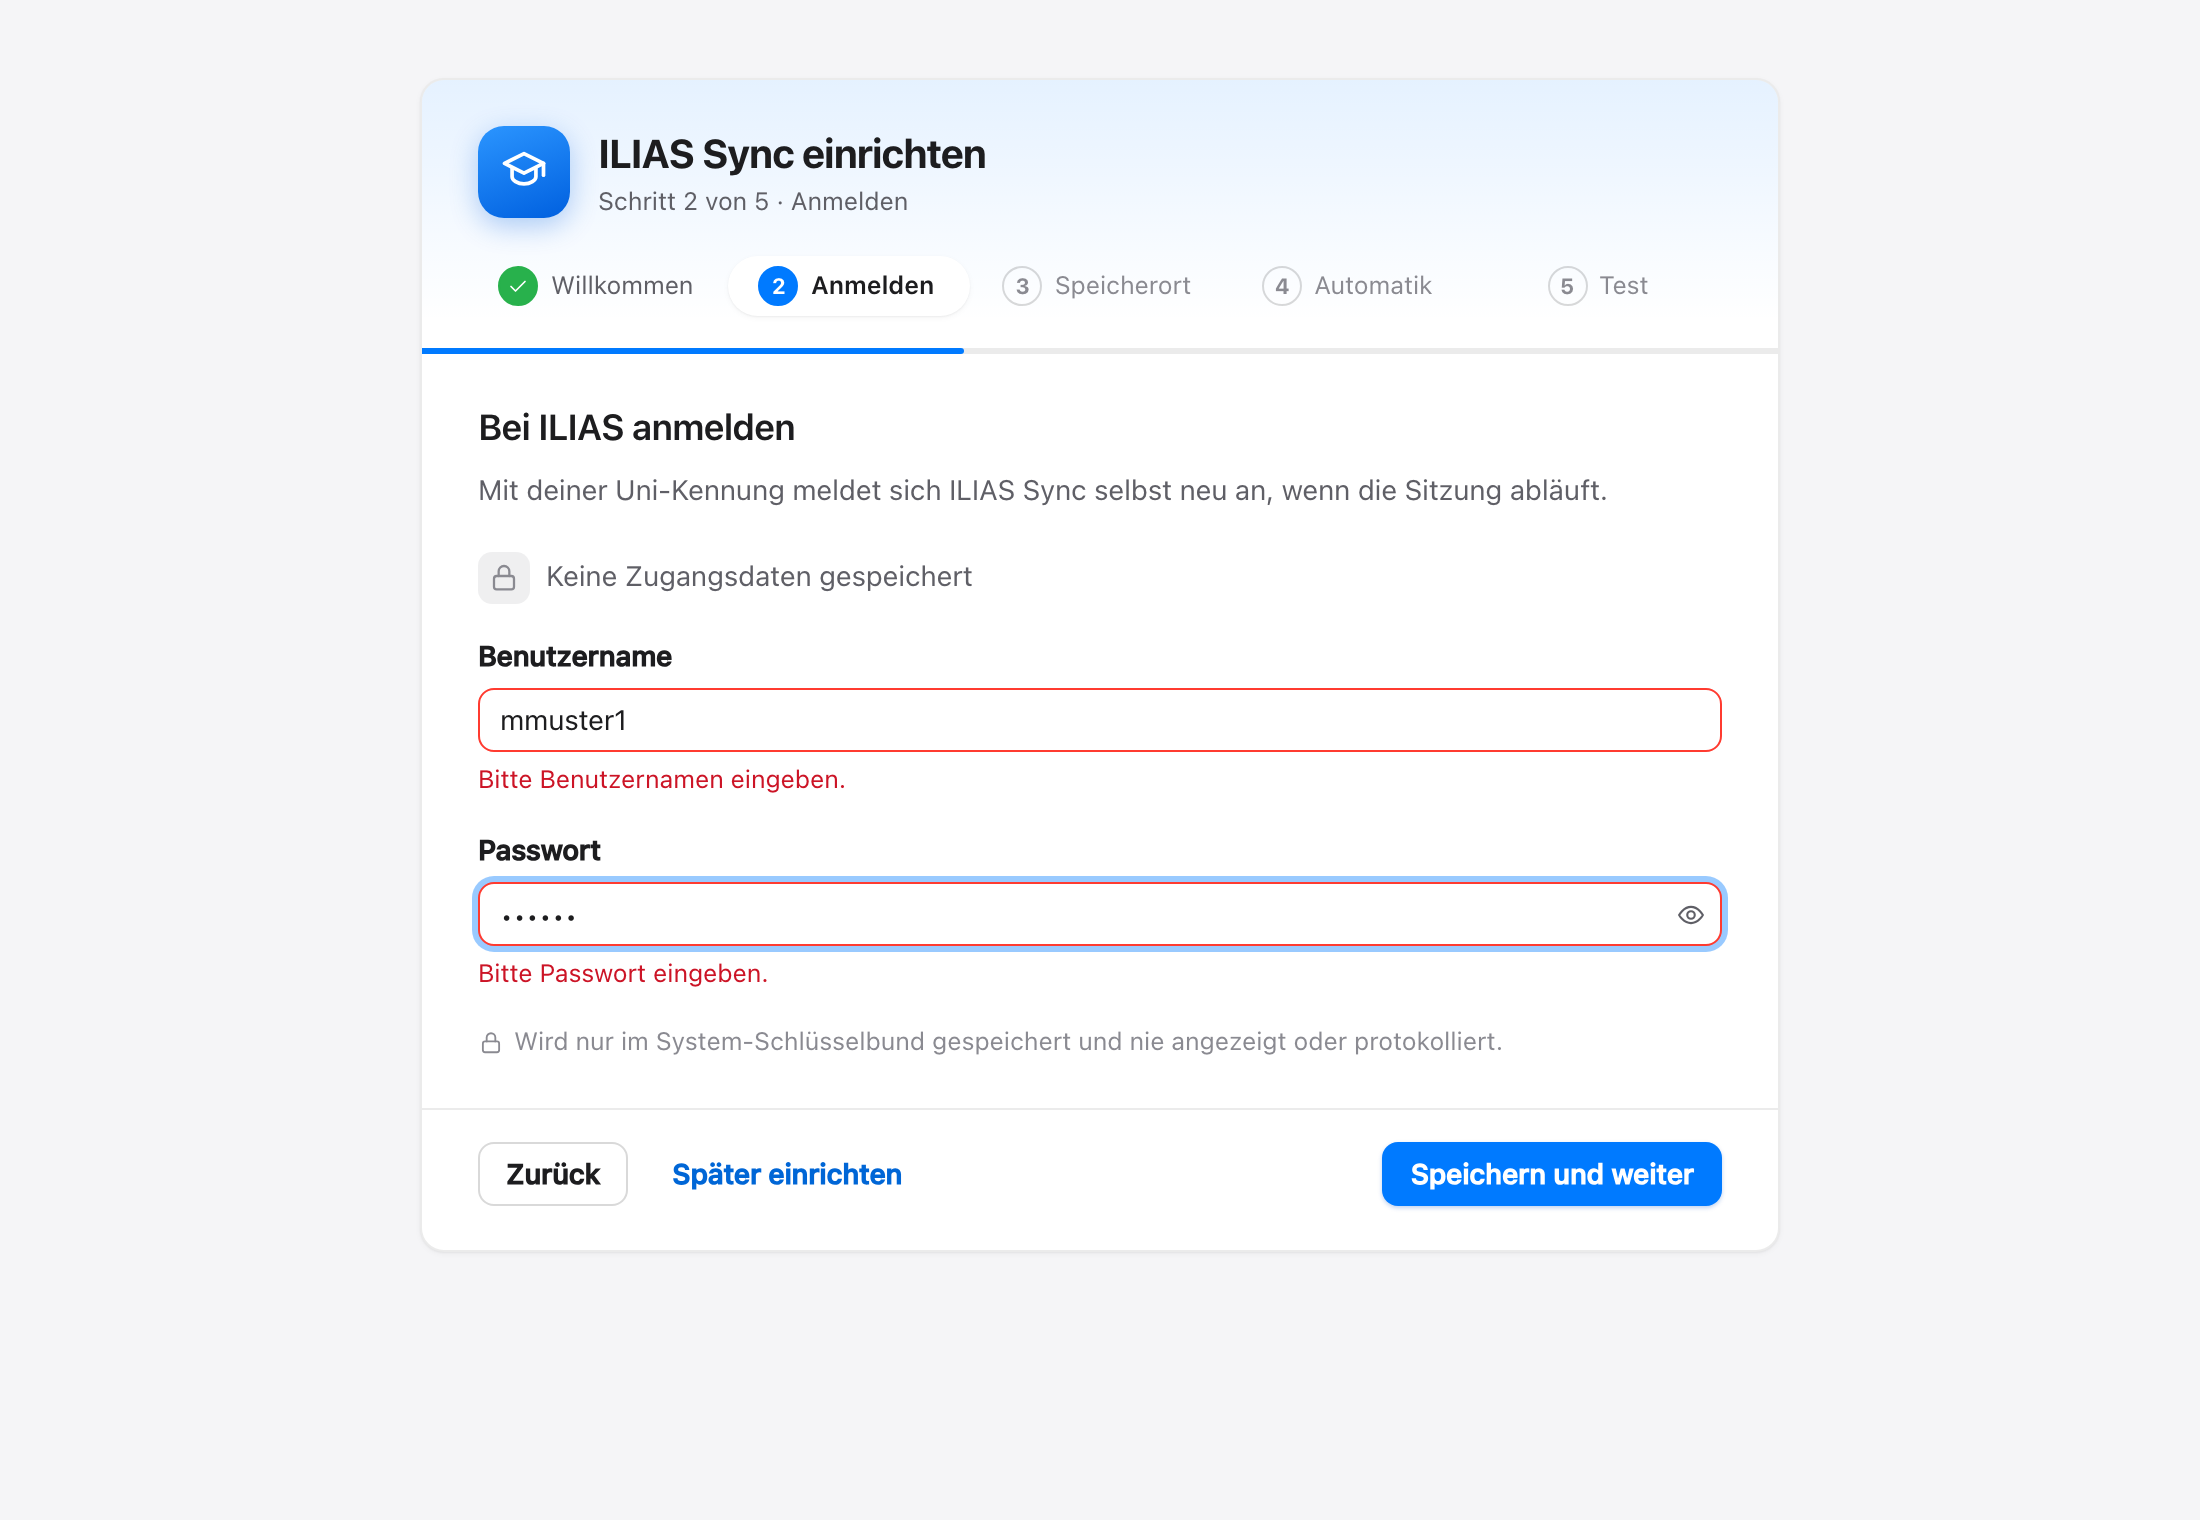 ILIAS Sync einrichten
Schritt 2 von 5 · Anmelden
Willkommen
2 Anmelden
3 Speicherort
4 Automatik
5 Test
Bei ILIAS anmelden
Mit deiner Uni-Kennung meldet sich ILIAS Sync selbst neu an, wenn die Sitzung abläuft.
Keine Zugangsdaten gespeichert
Benutzername
mmuster1
Bitte Benutzernamen eingeben.
Passwort
••••••
Bitte Passwort eingeben.
Wird nur im System-Schlüsselbund gespeichert und nie angezeigt oder protokolliert.
Zurück
Später einrichten
Speichern und weiter